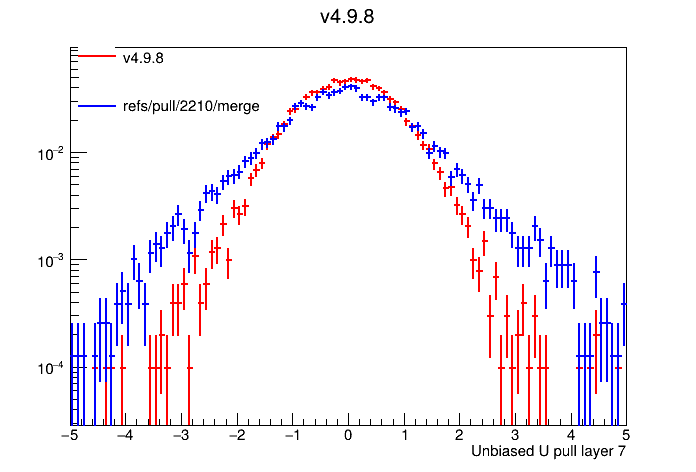 v4.9.8
v4.9.8
refs/pull/2210/merge
10⁻²
10⁻³
10⁻⁴
−5 −4 −3 −2 −1 0 1 2 3 4 5
Unbiased U pull layer 7